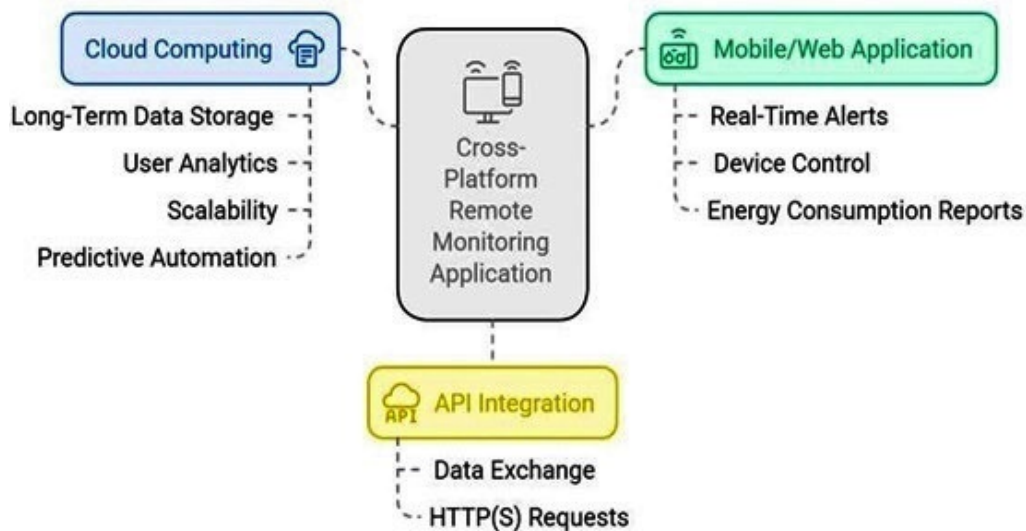 Cloud Computing
Long-Term Data Storage
User Analytics
Scalability
Predictive Automation
Cross-
Platform
Remote
Monitoring
Application
Mobile/Web Application
Real-Time Alerts
Device Control
Energy Consumption Reports
API
API Integration
Data Exchange
HTTP(S) Requests